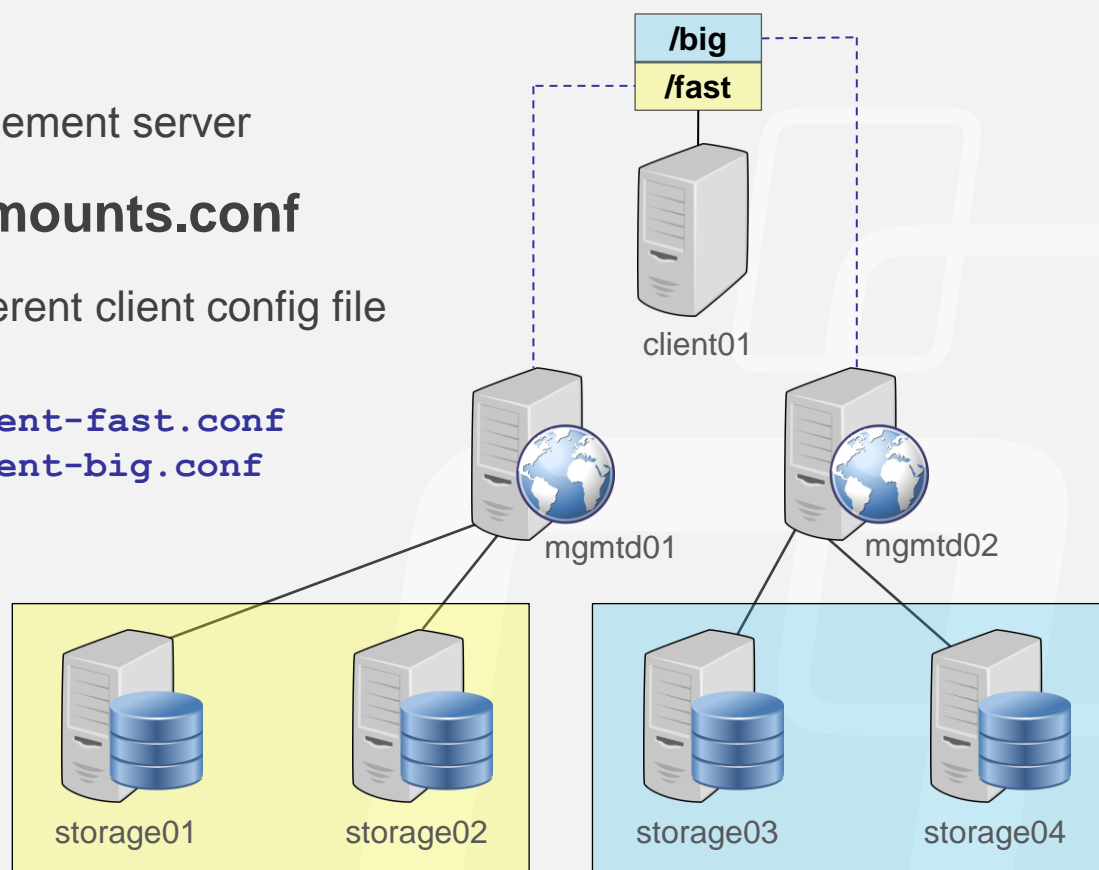 /big
/fast
ement server
mounts.conf
erent client config file
client01
ent-fast.conf
ent-big.conf
mgmtd01
mgmtd02
storage01
storage02
storage03
storage04